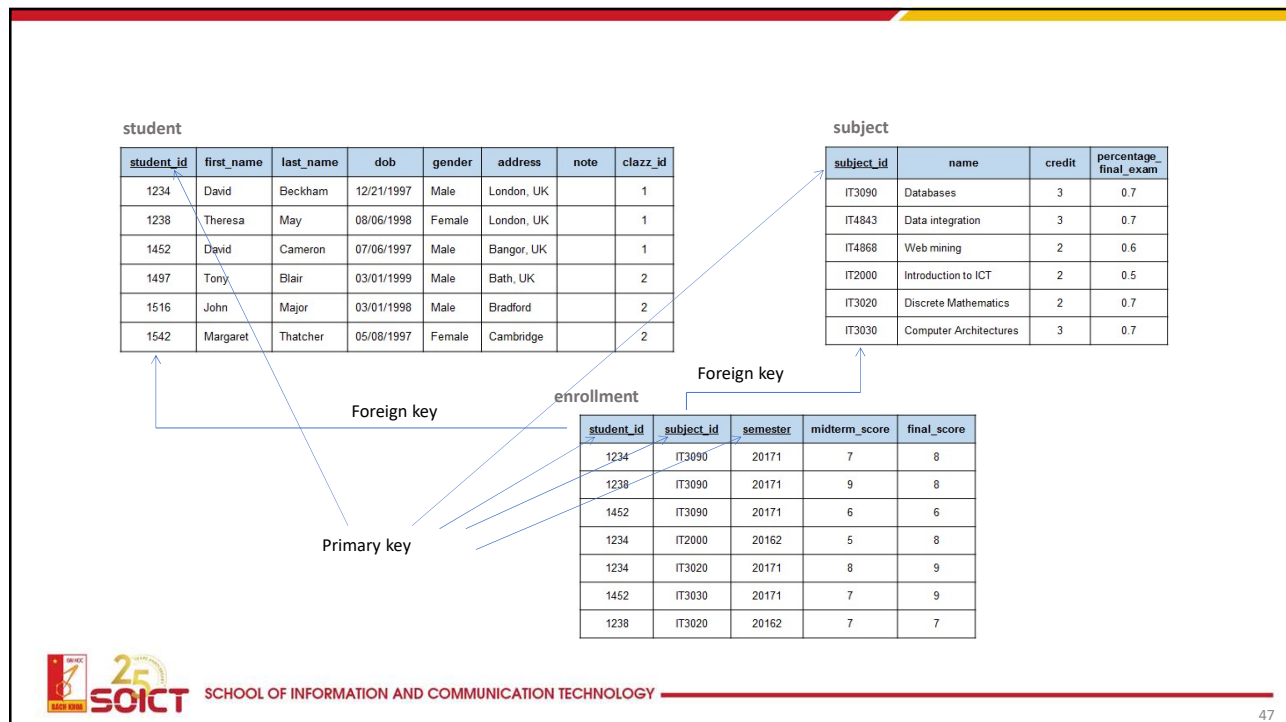 student
student_id first_name last_name dob gender address note clazz_id
1234 David Beckham 12/21/1997 Male London, UK 1
1238 Theresa May 08/06/1998 Female London, UK 1
1452 David Cameron 07/06/1997 Male Bangor, UK 1
1497 Tony Blair 03/01/1999 Male Bath, UK 2
1516 John Major 03/01/1998 Male Bradford 2
1542 Margaret Thatcher 05/08/1997 Female Cambridge 2
subject
subject_id name credit percentage_
final_exam
IT3090 Databases 3 0.7
IT4843 Data integration 3 0.7
IT4868 Web mining 2 0.6
IT2000 Introduction to ICT 2 0.5
IT3020 Discrete Mathematics 2 0.7
IT3030 Computer Architectures 3 0.7
Foreign key
Foreign key
enrollment
student_id subject_id semester midterm_score final_score
1234 IT3090 20171 7 8
1238 IT3090 20171 9 8
1452 IT3090 20171 6 6
1234 IT2000 20162 5 8
1234 IT3020 20171 8 9
1452 IT3030 20171 7 9
1238 IT3020 20162 7 7
Primary key
ĐẠI HỌC
BÁCH KHOA
25
SOICT
SCHOOL OF INFORMATION AND COMMUNICATION TECHNOLOGY
47